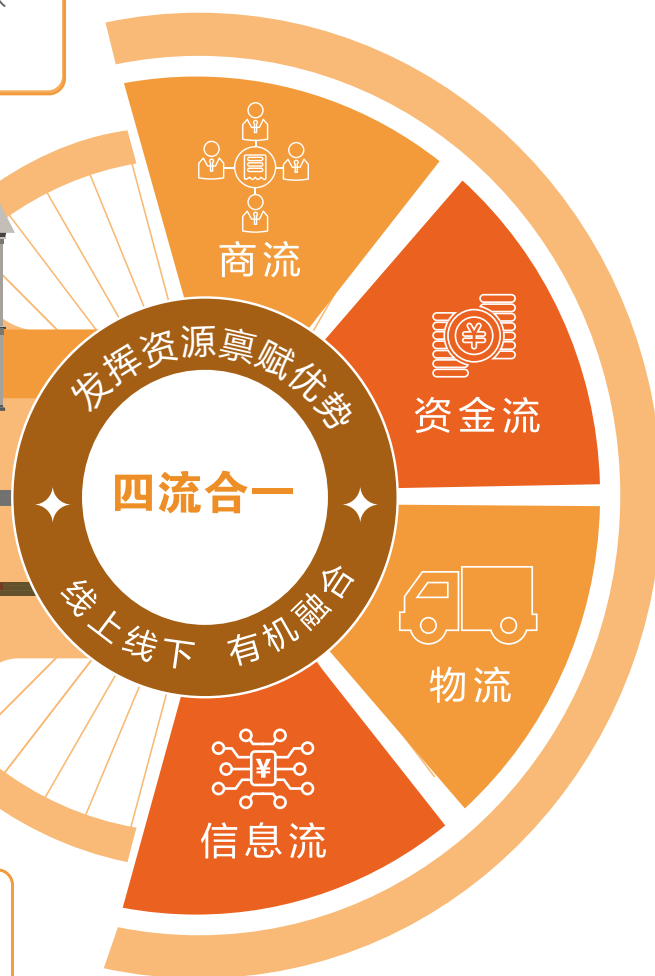 商流
资金流
发挥资源禀赋优势
四流合一
线上线下 有机融合
物流
信息流